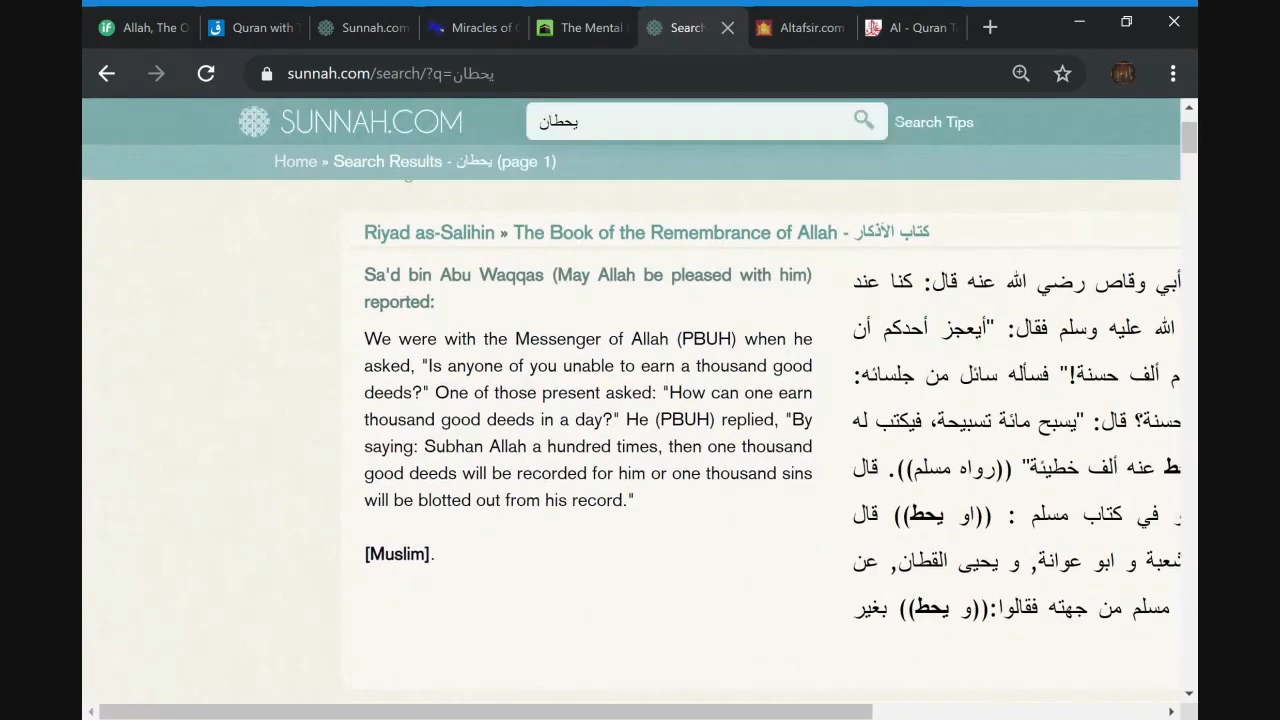 Allah, The O
Quran with T
Sunnah.com
Miracles of
The Mental
Search
Altafsir.com
Al - Quran T
sunnah.com/search/?q=يحطان
SUNNAH.COM
يحطان
Search Tips
Home » Search Results - يحطان (page 1)
Riyad as-Salihin » The Book of the Remembrance of Allah - كتاب الأذكار
Sa'd bin Abu Waqqas (May Allah be pleased with him)
reported:
We were with the Messenger of Allah (PBUH) when he
asked, "Is anyone of you unable to earn a thousand good
deeds?" One of those present asked: "How can one earn
thousand good deeds in a day?" He (PBUH) replied, "By
saying: Subhan Allah a hundred times, then one thousand
good deeds will be recorded for him or one thousand sins
will be blotted out from his record."
[Muslim].
أبي وقاص رضي الله عنه قال: كنا عند
الله عليه وسلم فقال: "أيعجز أحدكم أن
م ألف حسنة!" فسأله سائل من جلسائه:
حسنة؟ قال: "يسبح مائة تسبيحة، فيكتب له
ط عنه ألف خطيئة" ((رواه مسلم)). قال
في كتاب مسلم : ((او يحط)) قال
شعبة و ابو عوانة, و يحيى القطان, عن
مسلم من جهته فقالوا:((و يحط)) بغير